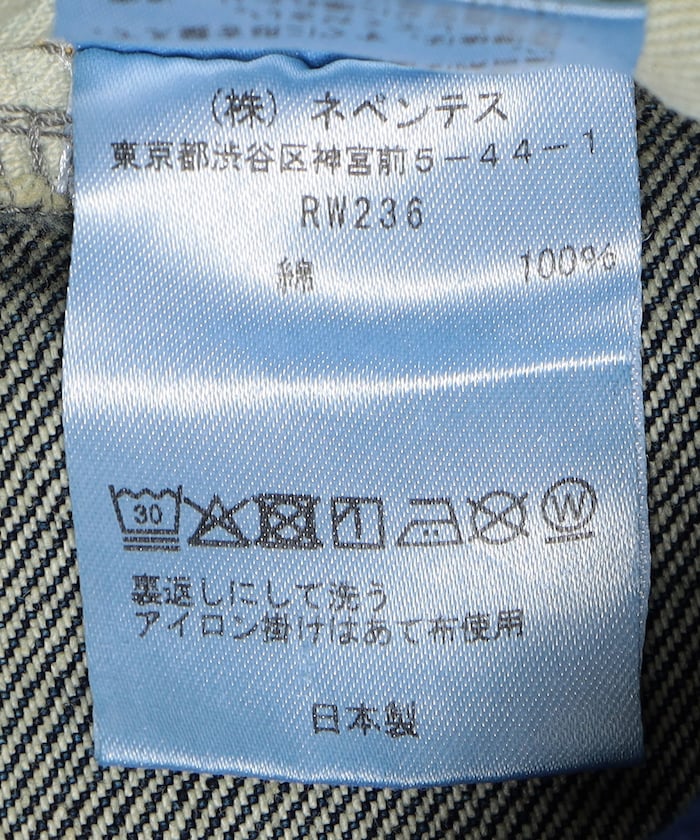 (株) ネペンテス
東京都渋谷区神宮前5-44-1
RW236
綿 100%
30
W
裏返しにして洗う
アイロン掛けはあて布使用
日本製